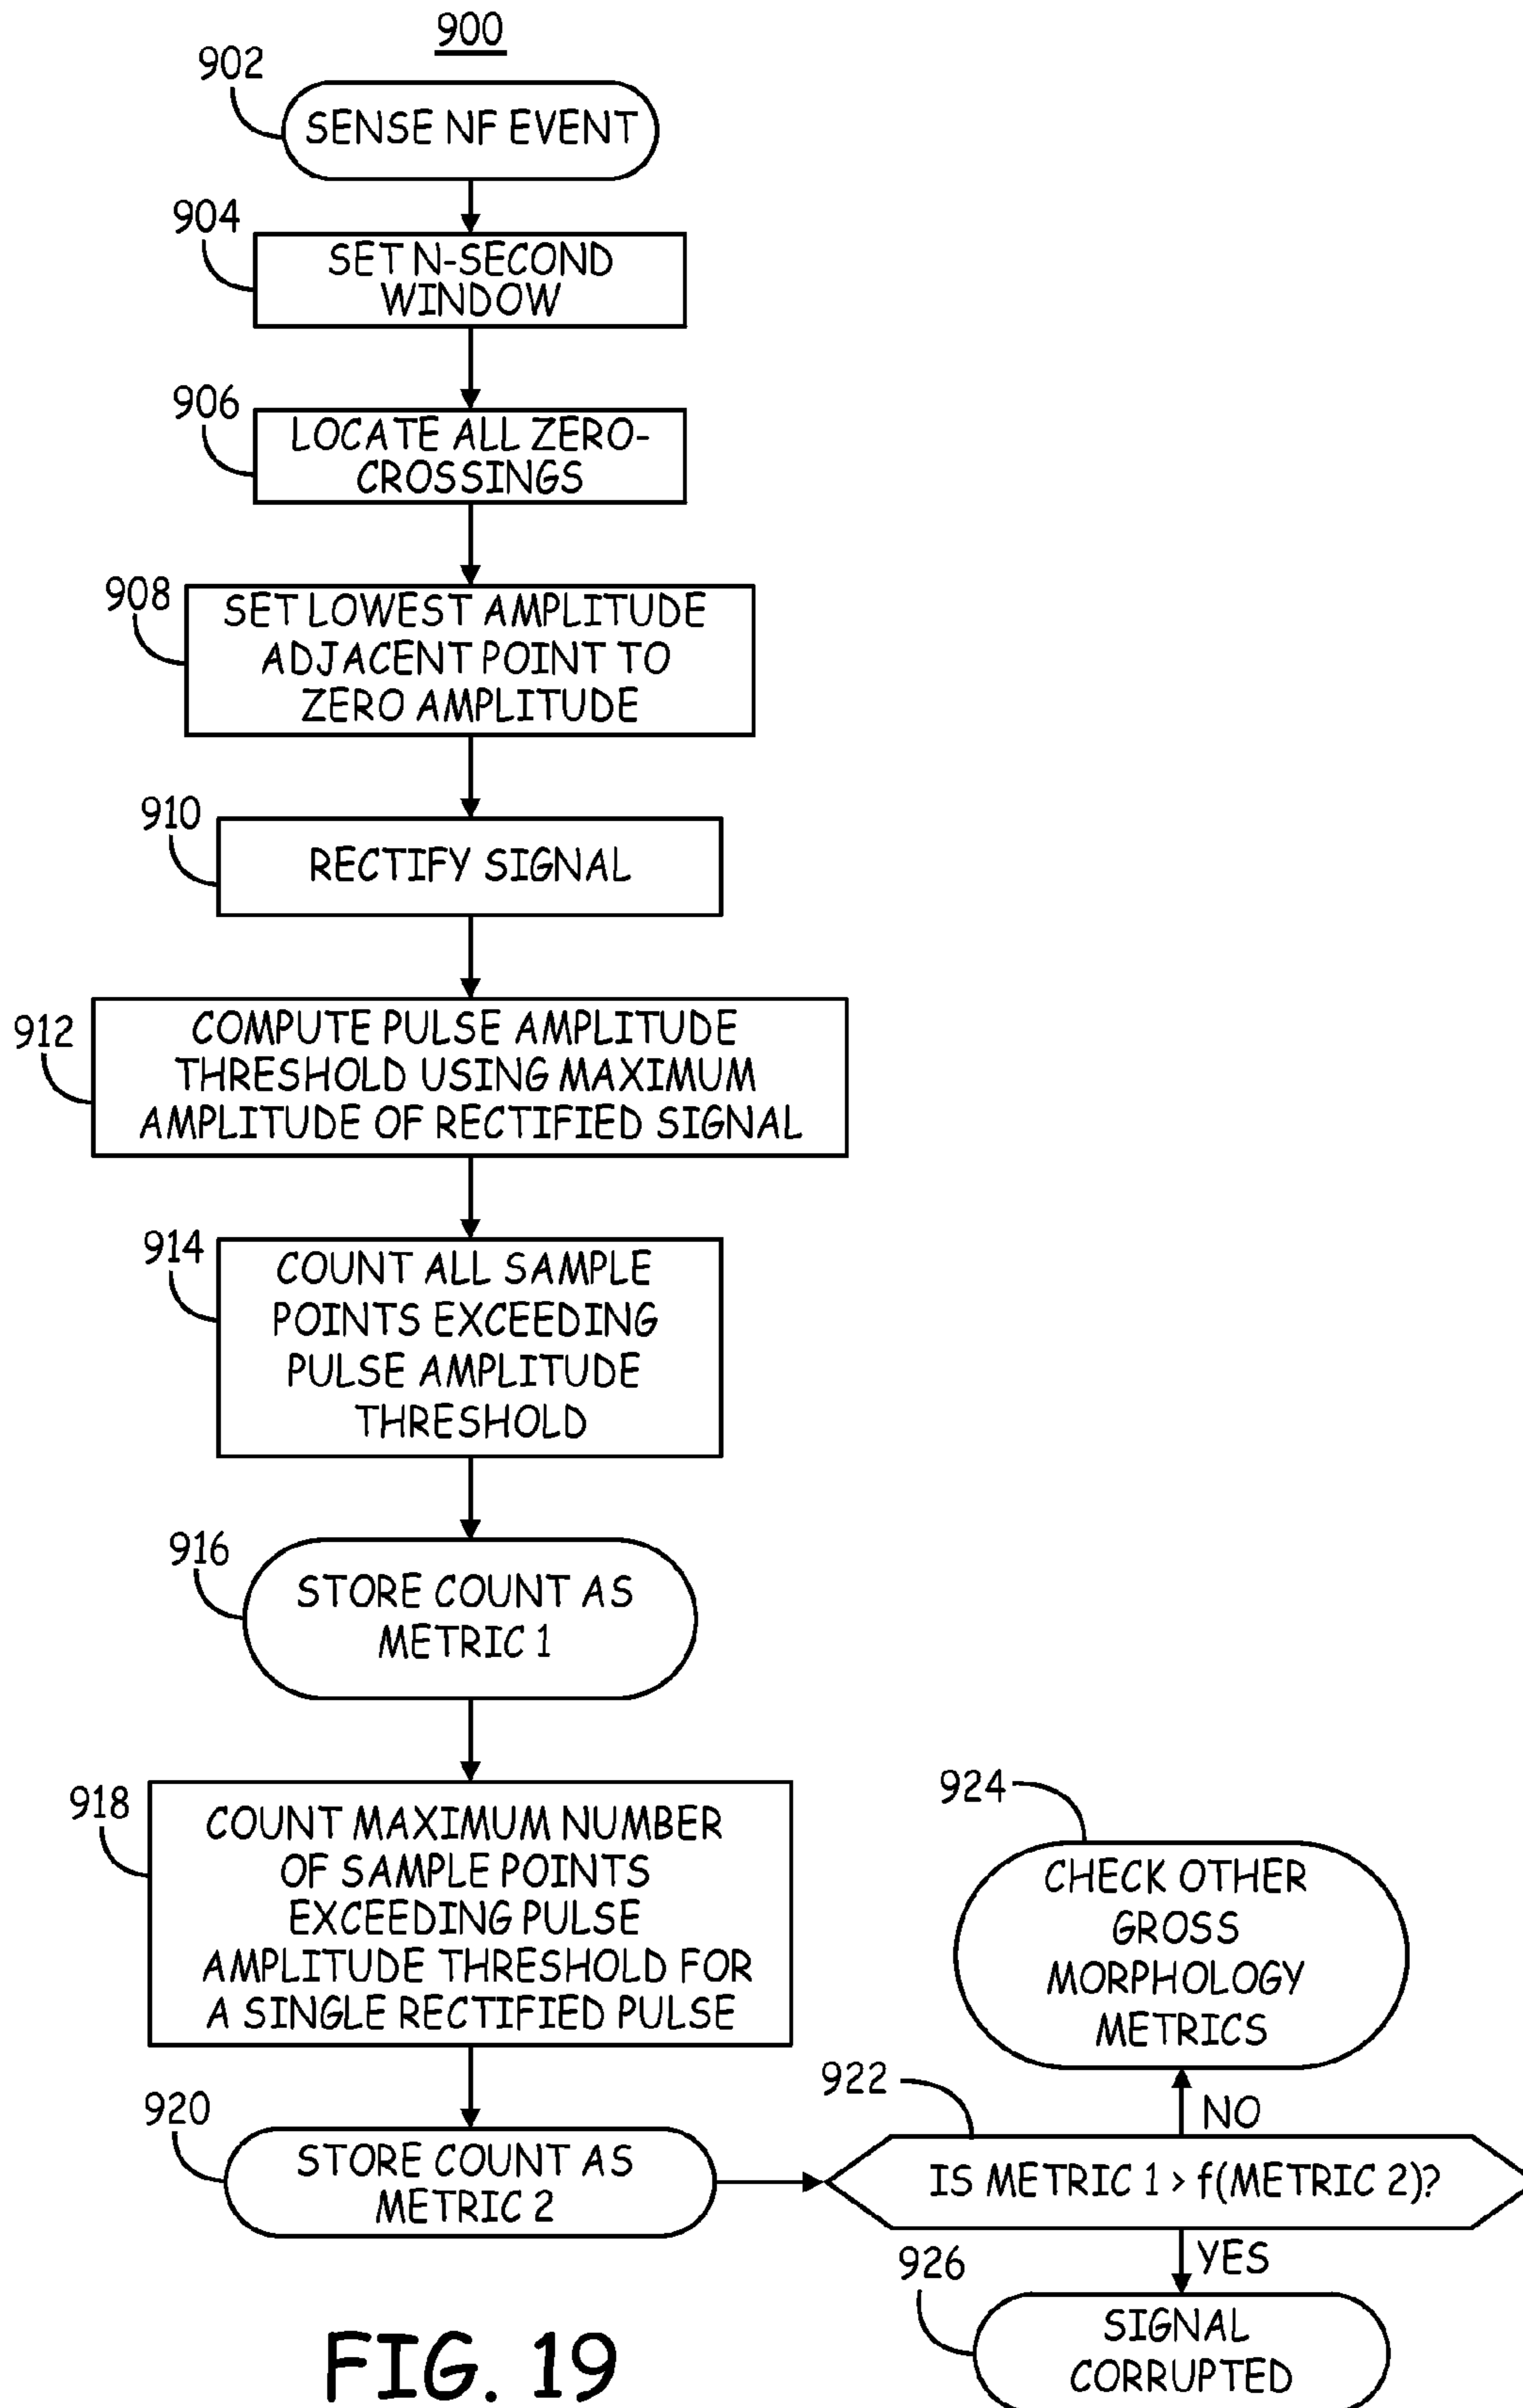 900
902
SENSE NF EVENT
904
SET N-SECOND
WINDOW
906
LOCATE ALL ZERO-
CROSSINGS
908
SET LOWEST AMPLITUDE
ADJACENT POINT TO
ZERO AMPLITUDE
910
RECTIFY SIGNAL
912
COMPUTE PULSE AMPLITUDE
THRESHOLD USING MAXIMUM
AMPLITUDE OF RECTIFIED SIGNAL
914
COUNT ALL SAMPLE
POINTS EXCEEDING
PULSE AMPLITUDE
THRESHOLD
916
STORE COUNT AS
METRIC 1
918
COUNT MAXIMUM NUMBER
OF SAMPLE POINTS
EXCEEDING PULSE
AMPLITUDE THRESHOLD FOR
A SINGLE RECTIFIED PULSE
920
STORE COUNT AS
METRIC 2
922
IS METRIC 1 > f(METRIC 2)?
NO
924
CHECK OTHER
GROSS
MORPHOLOGY
METRICS
YES
926
SIGNAL
CORRUPTED
FIG. 19